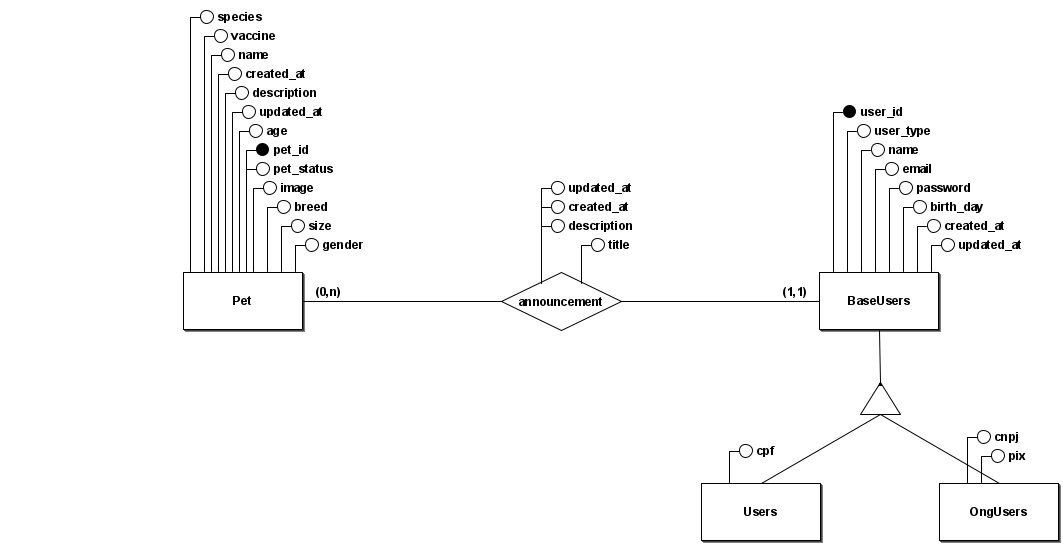 species
vaccine
name
created_at
description
updated_at
age
pet_id
pet_status
image
breed
size
gender
Pet
(0,n)
updated_at
created_at
description
title
announcement
(1,1)
user_id
user_type
name
email
password
birth_day
created_at
updated_at
BaseUsers
cpf
Users
cnpj
pix
OngUsers